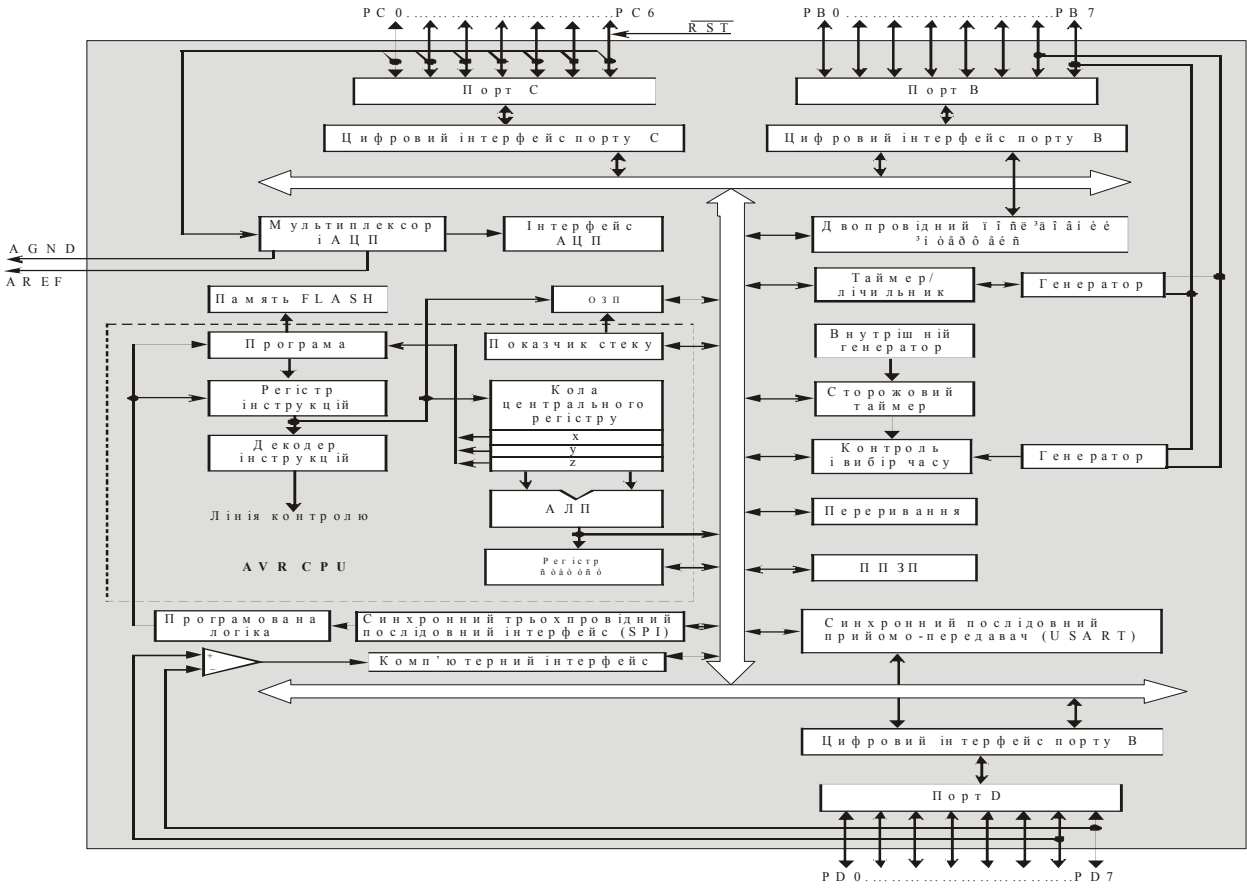 PC0......................PC6
RST
PB0......................PB7
Порт С
Порт В
Цифровий інтерфейс порту С
Цифровий інтерфейс порту В
Мультиплексор
і АЦП
Інтерфейс
АЦП
Двопровідний ïîñë³äîâíèé
³íòåðôåéñ
AGND
AREF
Таймер/
лічильник
Генератор
Память FLASH
ОЗП
Програма
Показчик стеку
Внутрішній
генератор
Регістр
інструкцій
Кола
центрального
регістру
x
y
z
Сторожовий
таймер
Декодер
інструкцій
Контроль
і вибір часу
Генератор
Лінія контролю
АЛП
Переривання
AVR CPU
Регістр
ñòàòóñó
ППЗП
Програмована
логіка
Синхронний трьохпровідний
послідовний інтерфейс (SPI)
Синхронний послідовний
прийомо-передавач (USART)
+
−
Комп’ютерний інтерфейс
Цифровий інтерфейс порту В
Порт D
PD0......................PD7